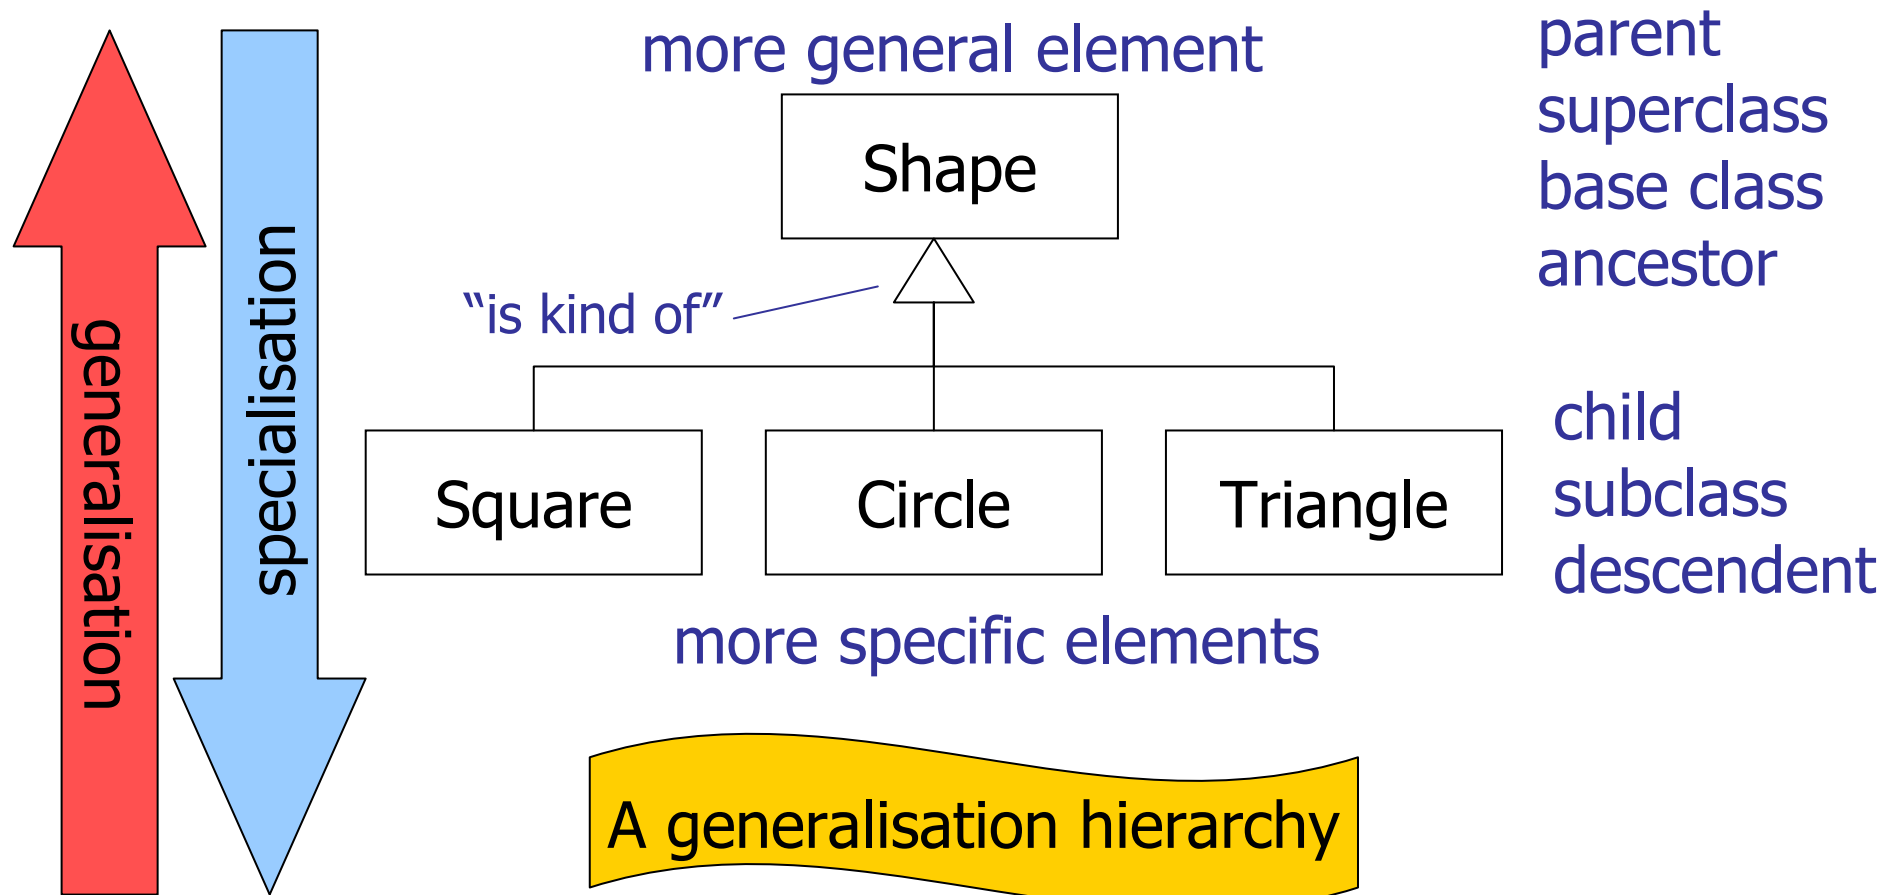 more general element
parent
superclass
base class
ancestor
Shape
“is kind of”
generalisation
specialisation
Square
Circle
Triangle
child
subclass
descendent
more specific elements
A generalisation hierarchy